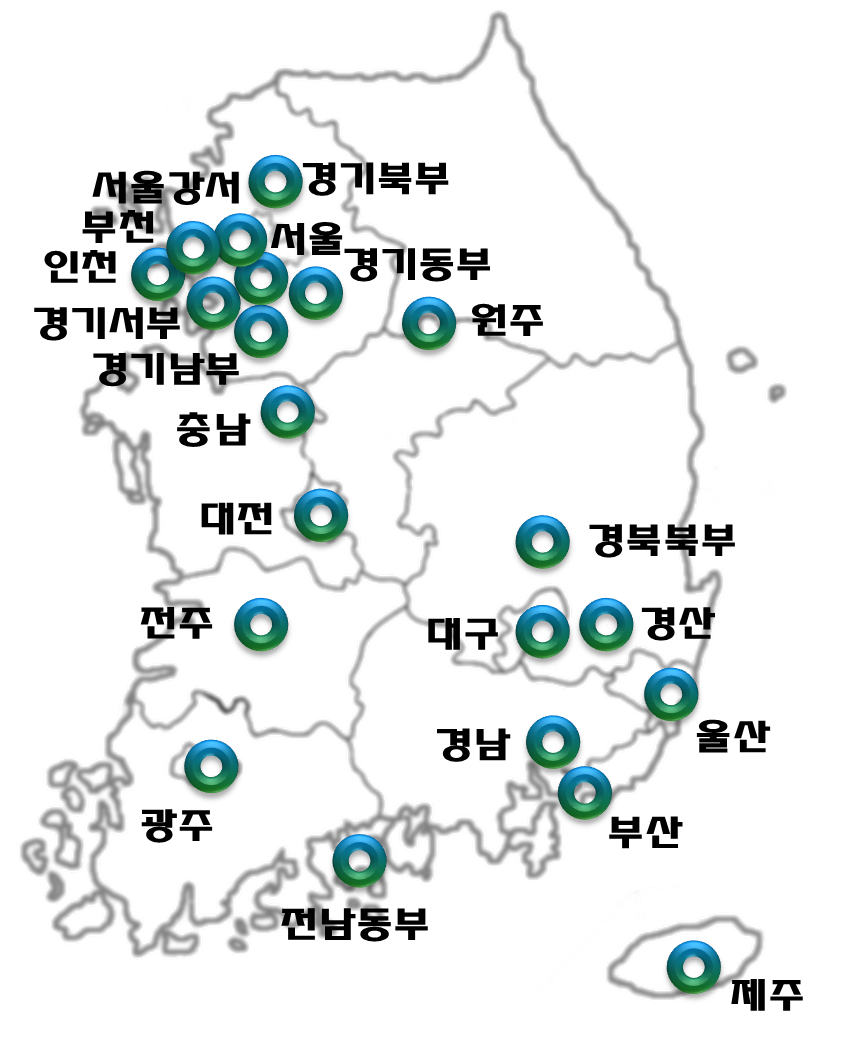 경기북부
서울강서
부천
서울
인천
경기동부
경기서부
원주
경기남부
충남
대전
경북북부
전주
대구
경산
울산
경남
광주
부산
전남동부
제주